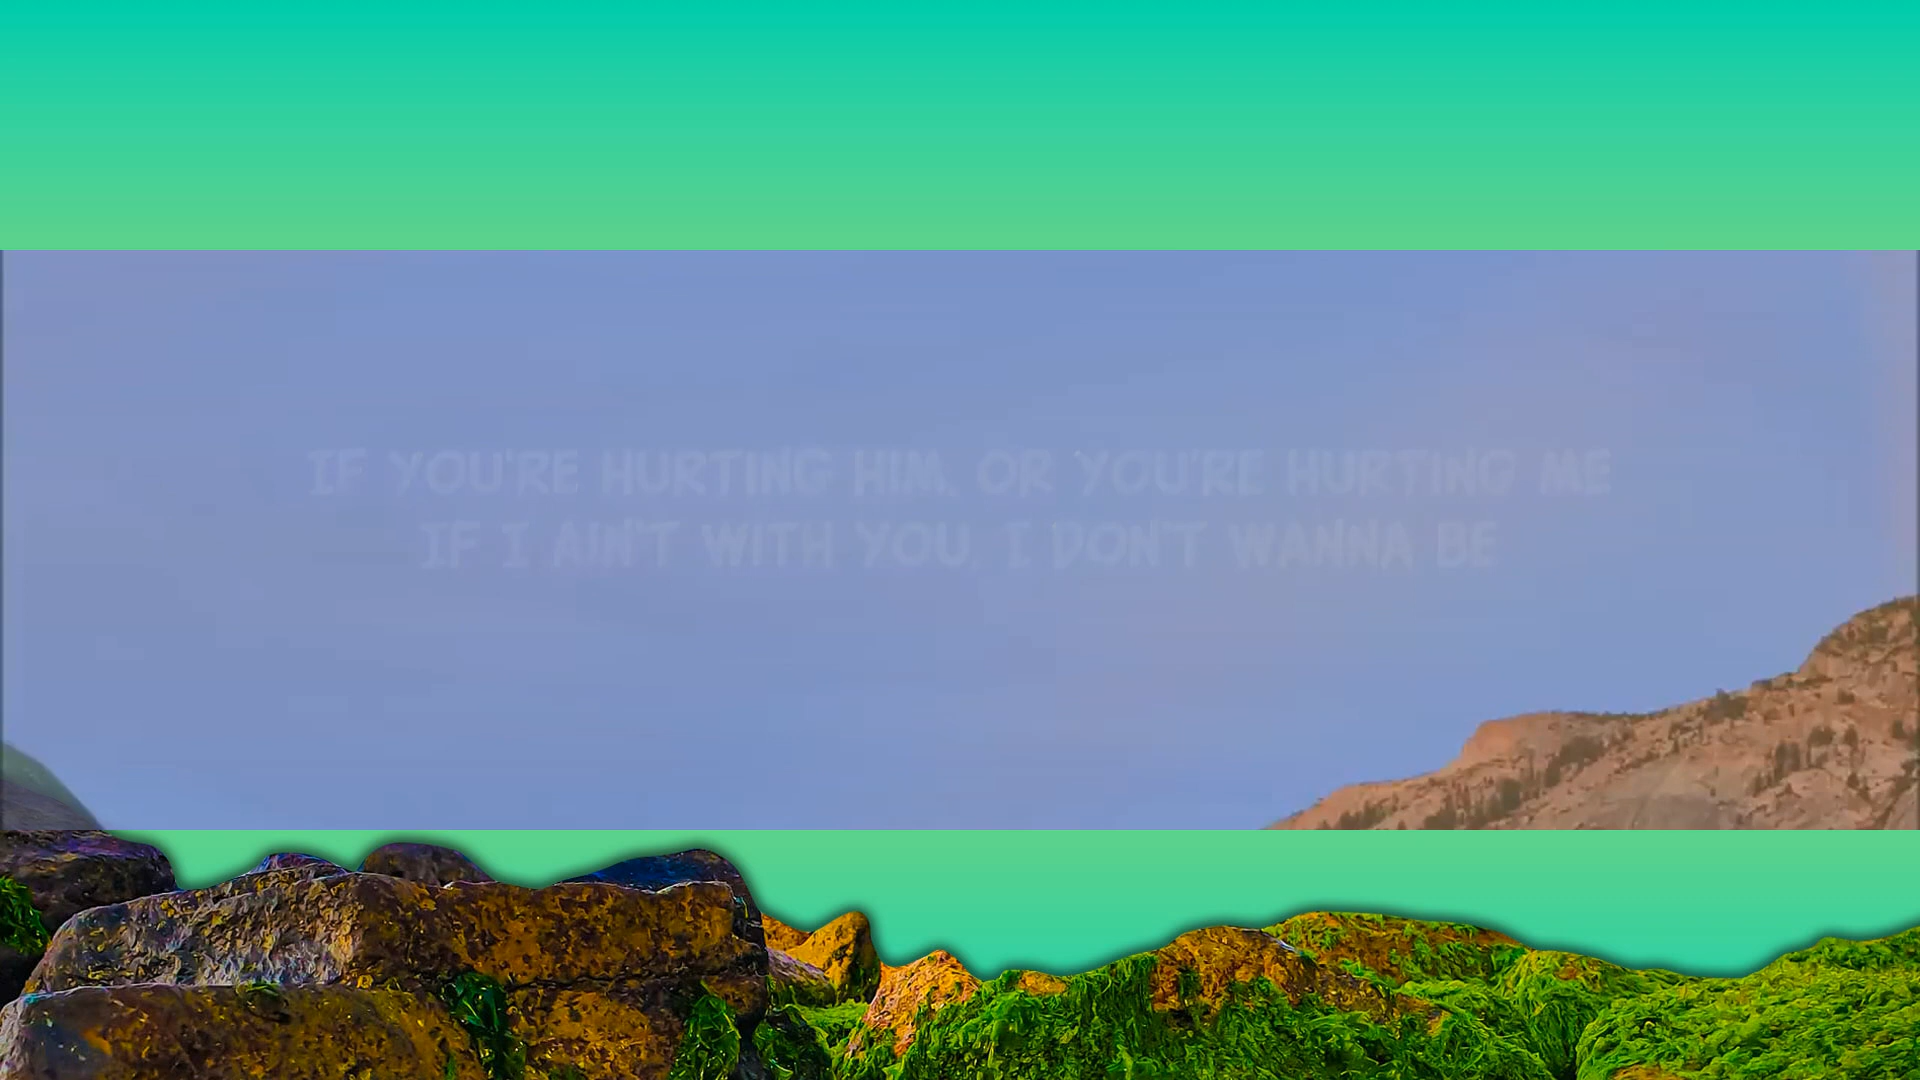 IF YOU'RE HURTING HIM, OR YOU'RE HURTING ME
IF I AIN'T WITH YOU, I DON'T WANNA BE